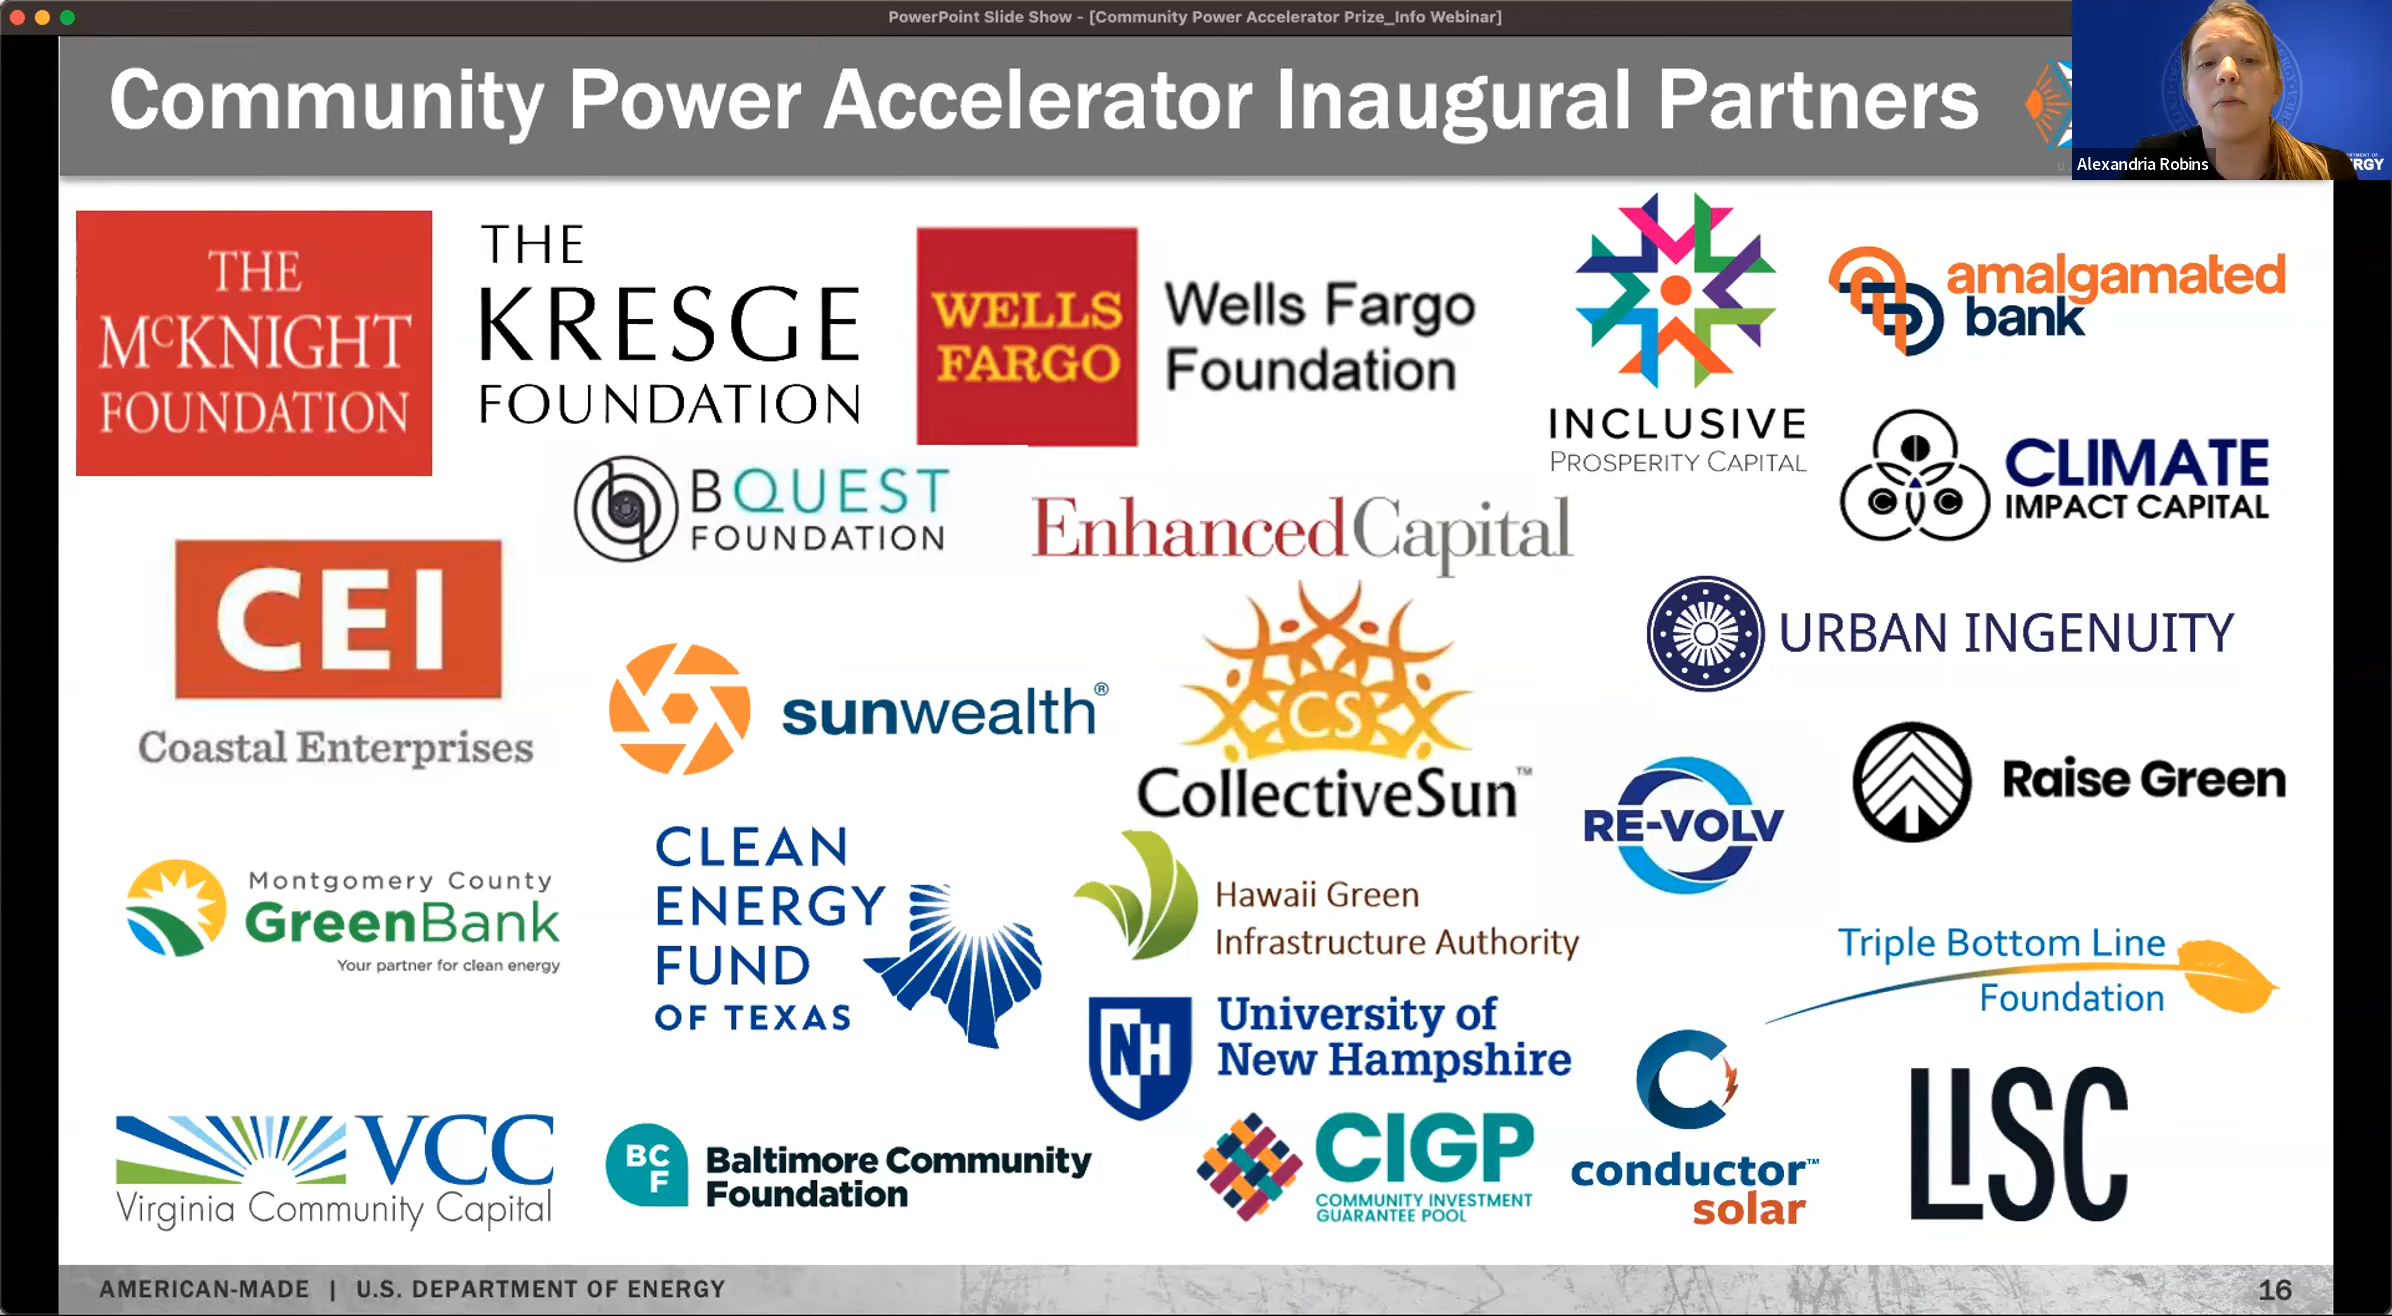 PowerPoint Slide Show - [Community Power Accelerator Prize_Info Webinar]
Community Power Accelerator Inaugural Partners
Alexandria Robins
THE
McKNIGHT
FOUNDATION
THE
KRESGE
FOUNDATION
WELLS
FARGO
Wells Fargo
Foundation
INCLUSIVE
PROSPERITY CAPITAL
amalgamated
bank
BQUEST
FOUNDATION
EnhancedCapital
CLIMATE
IMPACT CAPITAL
CEI
Coastal Enterprises
sunwealth®
CS
CollectiveSun™
URBAN INGENUITY
RE-VOLV
Raise Green
Montgomery County
GreenBank
Your partner for clean energy
CLEAN
ENERGY
FUND
OF TEXAS
Hawaii Green
Infrastructure Authority
Triple Bottom Line
Foundation
NH
University of
New Hampshire
VCC
Virginia Community Capital
BC
F
Baltimore Community
Foundation
CIGP
COMMUNITY INVESTMENT
GUARANTEE POOL
conductor™
solar
LISC
AMERICAN-MADE | U.S. DEPARTMENT OF ENERGY
16